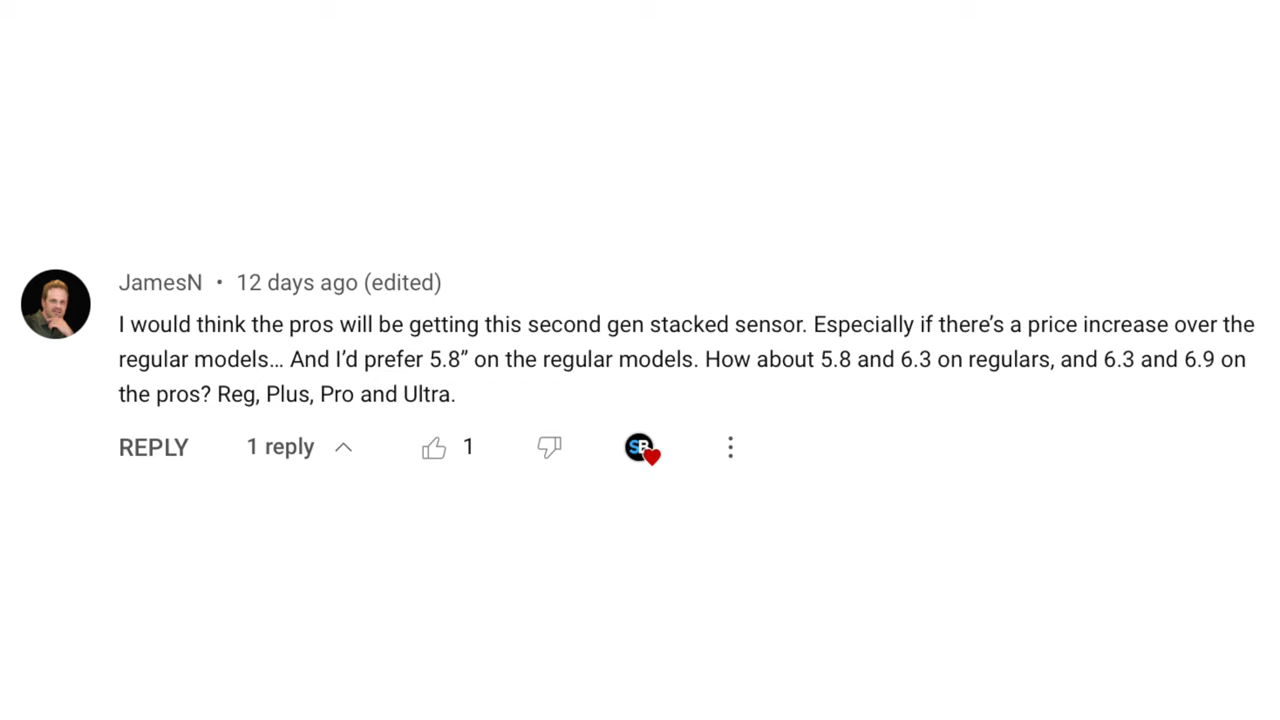 JamesN • 12 days ago (edited)
I would think the pros will be getting this second gen stacked sensor. Especially if there’s a price increase over the
regular models… And I’d prefer 5.8” on the regular models. How about 5.8 and 6.3 on regulars, and 6.3 and 6.9 on
the pros? Reg, Plus, Pro and Ultra.
REPLY 1 reply 1 SB